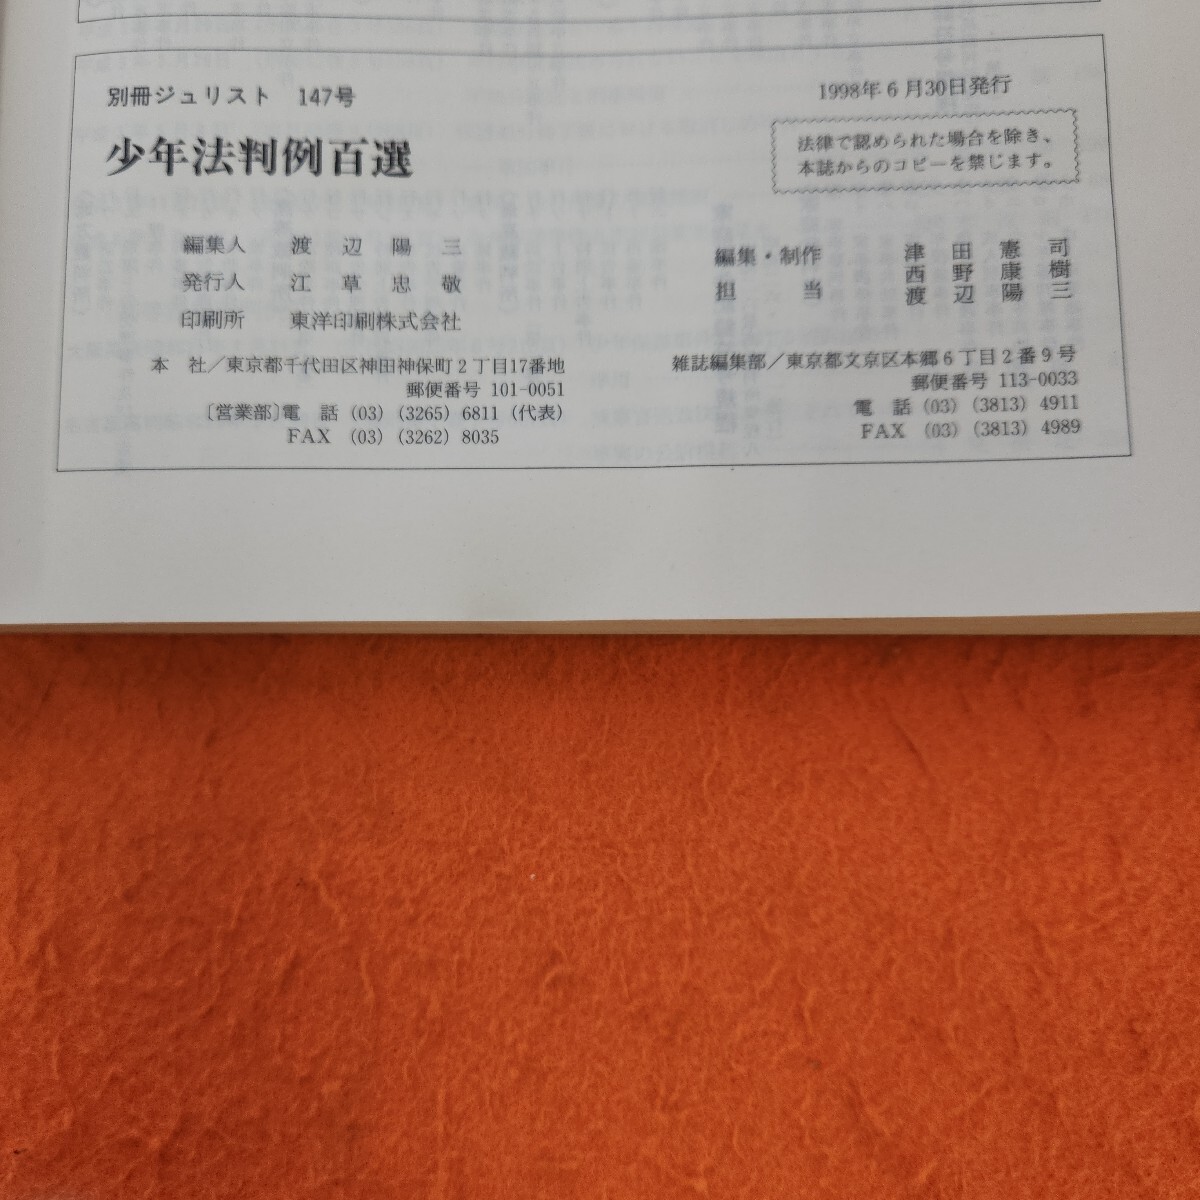 別冊ジュリスト 147号
1998年6月30日発行
少年法判例百選
法律で認められた場合を除き、
本誌からのコピーを禁じます。
編集人 渡辺陽三
発行人 江草忠敬
印刷所 東洋印刷株式会社
編集・制作
担当
津田憲司
西野康樹
渡辺陽三
本 社／東京都千代田区神田神保町2丁目17番地
郵便番号 101-0051
〔営業部〕電 話 (03) (3265) 6811 (代表)
FAX (03) (3262) 8035
雑誌編集部／東京都文京区本郷6丁目2番9号
郵便番号 113-0033
電 話 (03) (3813) 4911
FAX (03) (3813) 4989